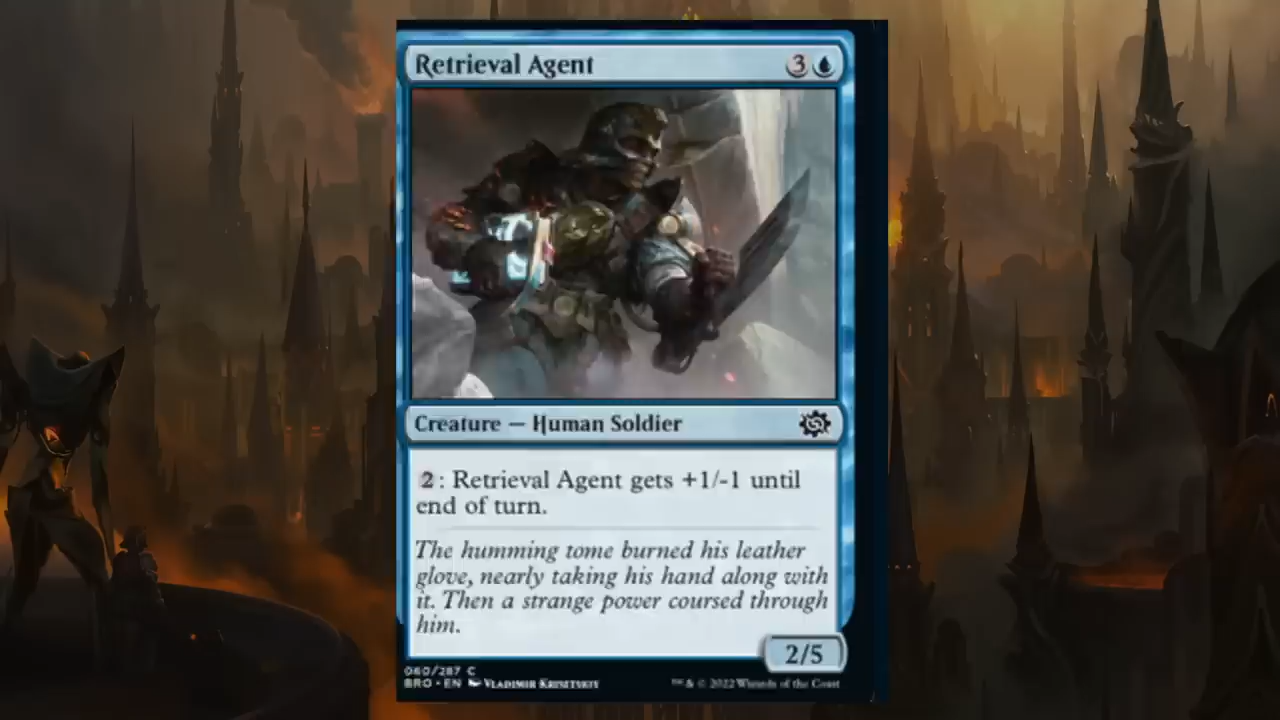 Retrieval Agent 3
Creature — Human Soldier
2: Retrieval Agent gets +1/-1 until
end of turn.
The humming tome burned his leather
glove, nearly taking his hand along with
it. Then a strange power coursed through
him.
2/5
060/287 C
BRO • EN Vladimir Krisetskiy
™ & © 2022 Wizards of the Coast